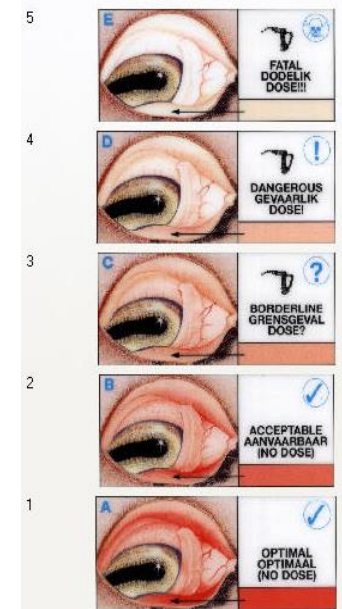 5
E
FATAL
DODELIK
DOSE!!!
4
D
!
DANGEROUS
GEVAARLIK
DOSE!
3
C
?
BORDERLINE
GRENSGEVAL
DOSE?
2
B
ACCEPTABLE
AANVAARBAAR
(NO DOSE)
1
A
OPTIMAL
OPTIMAAL
(NO DOSE)